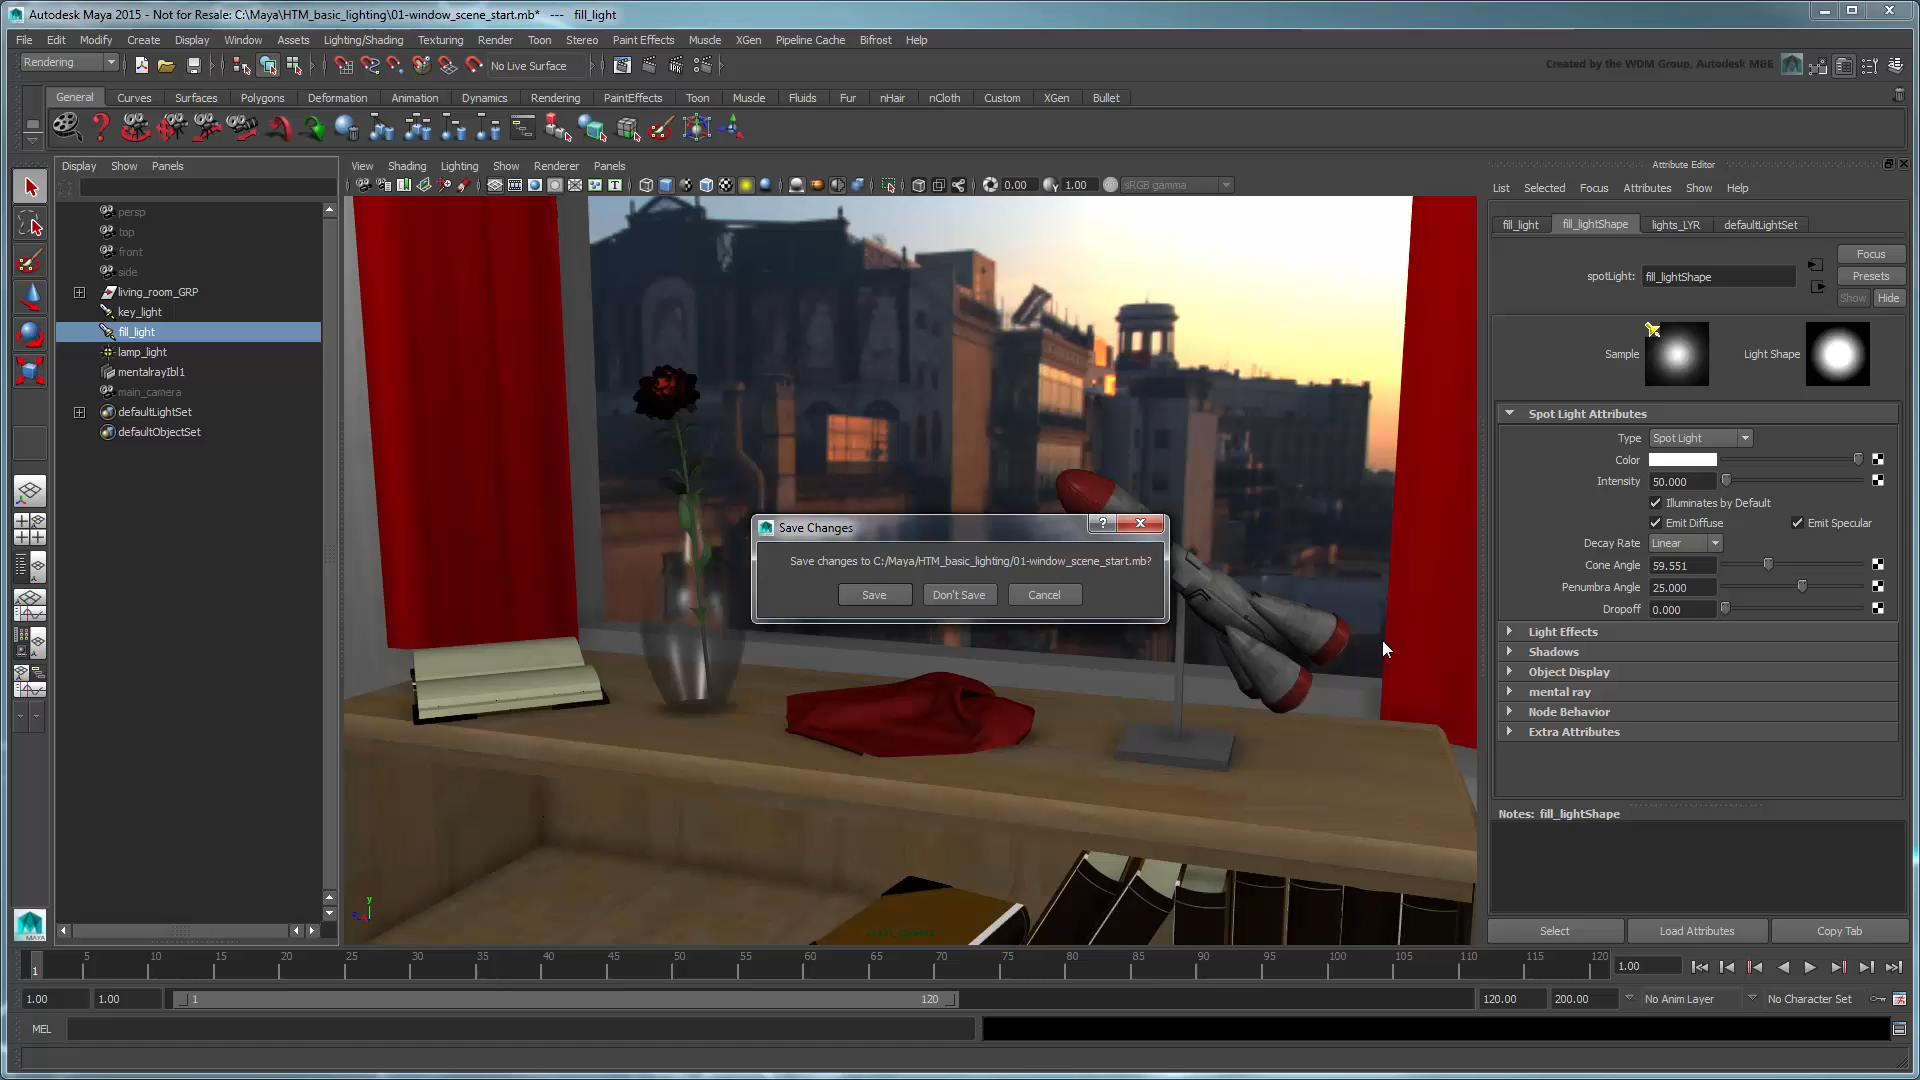 Autodesk Maya 2015 - Not for Resale: C:\Maya\HTM_basic_lighting\01-window_scene_start.mb* --- fill_light
File Edit Modify Create Display Window Assets Lighting/Shading Texturing Render Toon Stereo Paint Effects Muscle XGen Pipeline Cache Bifrost Help
Rendering No Live Surface Created by the WDM Group, Autodesk M&E
General Curves Surfaces Polygons Deformation Animation Dynamics Rendering PaintEffects Toon Muscle Fluids Fur nHair nCloth Custom XGen Bullet
Display Show Panels
persp
top
front
side
living_room_GRP
key_light
fill_light
lamp_light
mentalrayIbl1
main_camera
defaultLightSet
defaultObjectSet
View Shading Lighting Show Renderer Panels
0.00 1.00 sRGB gamma
Save Changes
Save changes to C:/Maya/HTM_basic_lighting/01-window_scene_start.mb?
Save Don't Save Cancel
y
Attribute Editor
List Selected Focus Attributes Show Help
fill_light fill_lightShape lights_LYR defaultLightSet
Focus
spotLight: fill_lightShape Presets
Show Hide
Sample Light Shape
Spot Light Attributes
Type Spot Light
Color
Intensity 50.000
Illuminates by Default
Emit Diffuse Emit Specular
Decay Rate Linear
Cone Angle 59.551
Penumbra Angle 25.000
Dropoff 0.000
Light Effects
Shadows
Object Display
mental ray
Node Behavior
Extra Attributes
Notes: fill_lightShape
Select Load Attributes Copy Tab
MAYA
1 5 10 15 20 25 30 35 40 45 50 55 60 65 70 75 80 85 90 95 100 105 110 115 120 1.00
1.00 1.00 1 120 120.00 200.00 No Anim Layer No Character Set
MEL